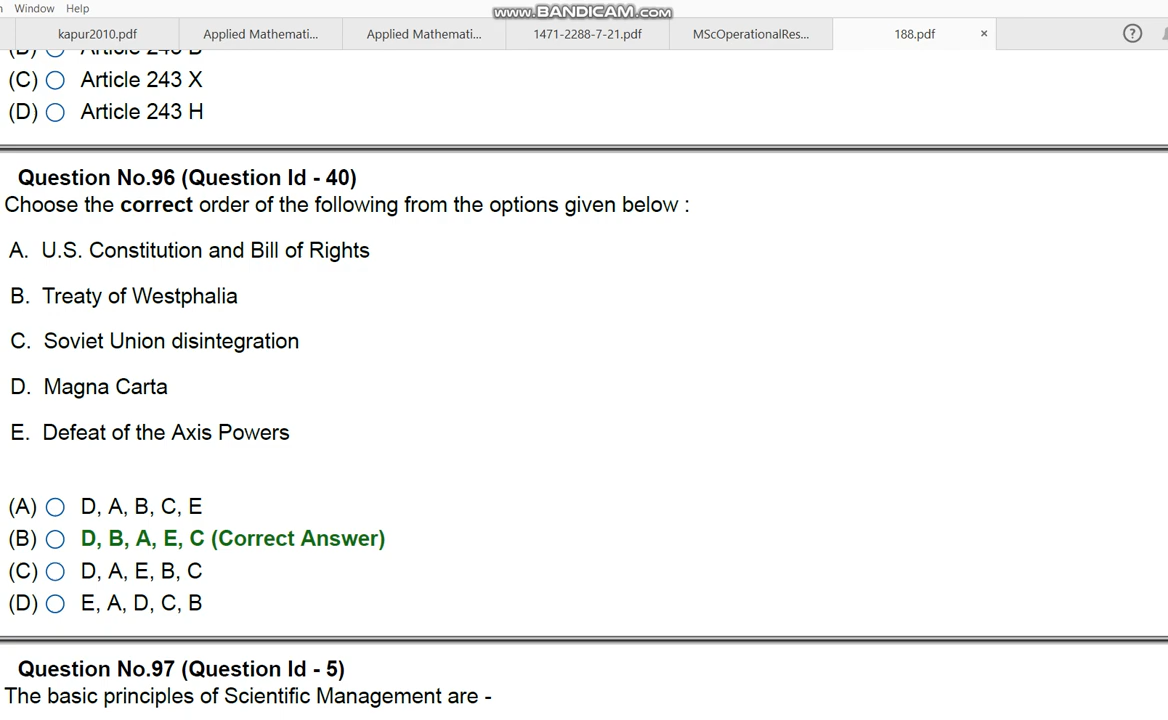 Window Help
www.BANDICAM.com
kapur2010.pdf Applied Mathemati... Applied Mathemati... 1471-2288-7-21.pdf MScOperationalRes... 188.pdf × ?
(C) Article 243 X
(D) Article 243 H
Question No.96 (Question Id - 40)
Choose the correct order of the following from the options given below :
A. U.S. Constitution and Bill of Rights
B. Treaty of Westphalia
C. Soviet Union disintegration
D. Magna Carta
E. Defeat of the Axis Powers
(A) D, A, B, C, E
(B) D, B, A, E, C (Correct Answer)
(C) D, A, E, B, C
(D) E, A, D, C, B
Question No.97 (Question Id - 5)
The basic principles of Scientific Management are -